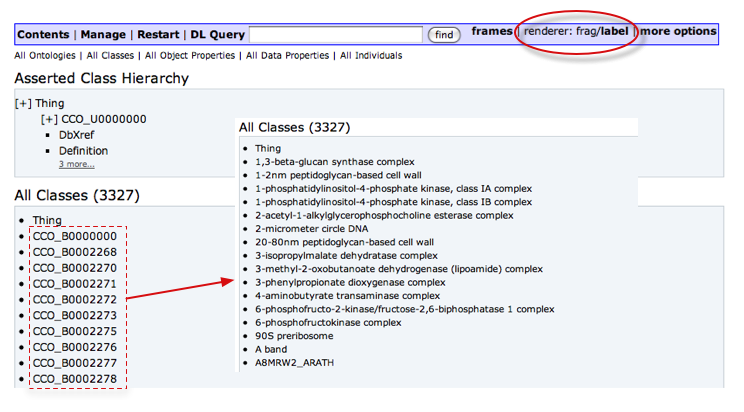 Contents | Manage | Restart | DL Query find frames | renderer: frag/label | more options
All Ontologies | All Classes | All Object Properties | All Data Properties | All Individuals
Asserted Class Hierarchy
[+] Thing
[+] CCO_U0000000
DbXref
Definition
3 more...
All Classes (3327)
Thing
CCO_B0000000
CCO_B0002268
CCO_B0002270
CCO_B0002271
CCO_B0002272
CCO_B0002273
CCO_B0002275
CCO_B0002276
CCO_B0002277
CCO_B0002278
All Classes (3327)
Thing
1,3-beta-glucan synthase complex
1-2nm peptidoglycan-based cell wall
1-phosphatidylinositol-4-phosphate kinase, class IA complex
1-phosphatidylinositol-4-phosphate kinase, class IB complex
2-acetyl-1-alkylglycerophosphocholine esterase complex
2-micrometer circle DNA
20-80nm peptidoglycan-based cell wall
3-isopropylmalate dehydratase complex
3-methyl-2-oxobutanoate dehydrogenase (lipoamide) complex
3-phenylpropionate dioxygenase complex
4-aminobutyrate transaminase complex
6-phosphofructo-2-kinase/fructose-2,6-biphosphatase 1 complex
6-phosphofructokinase complex
90S preribosome
A band
A8MRW2_ARATH